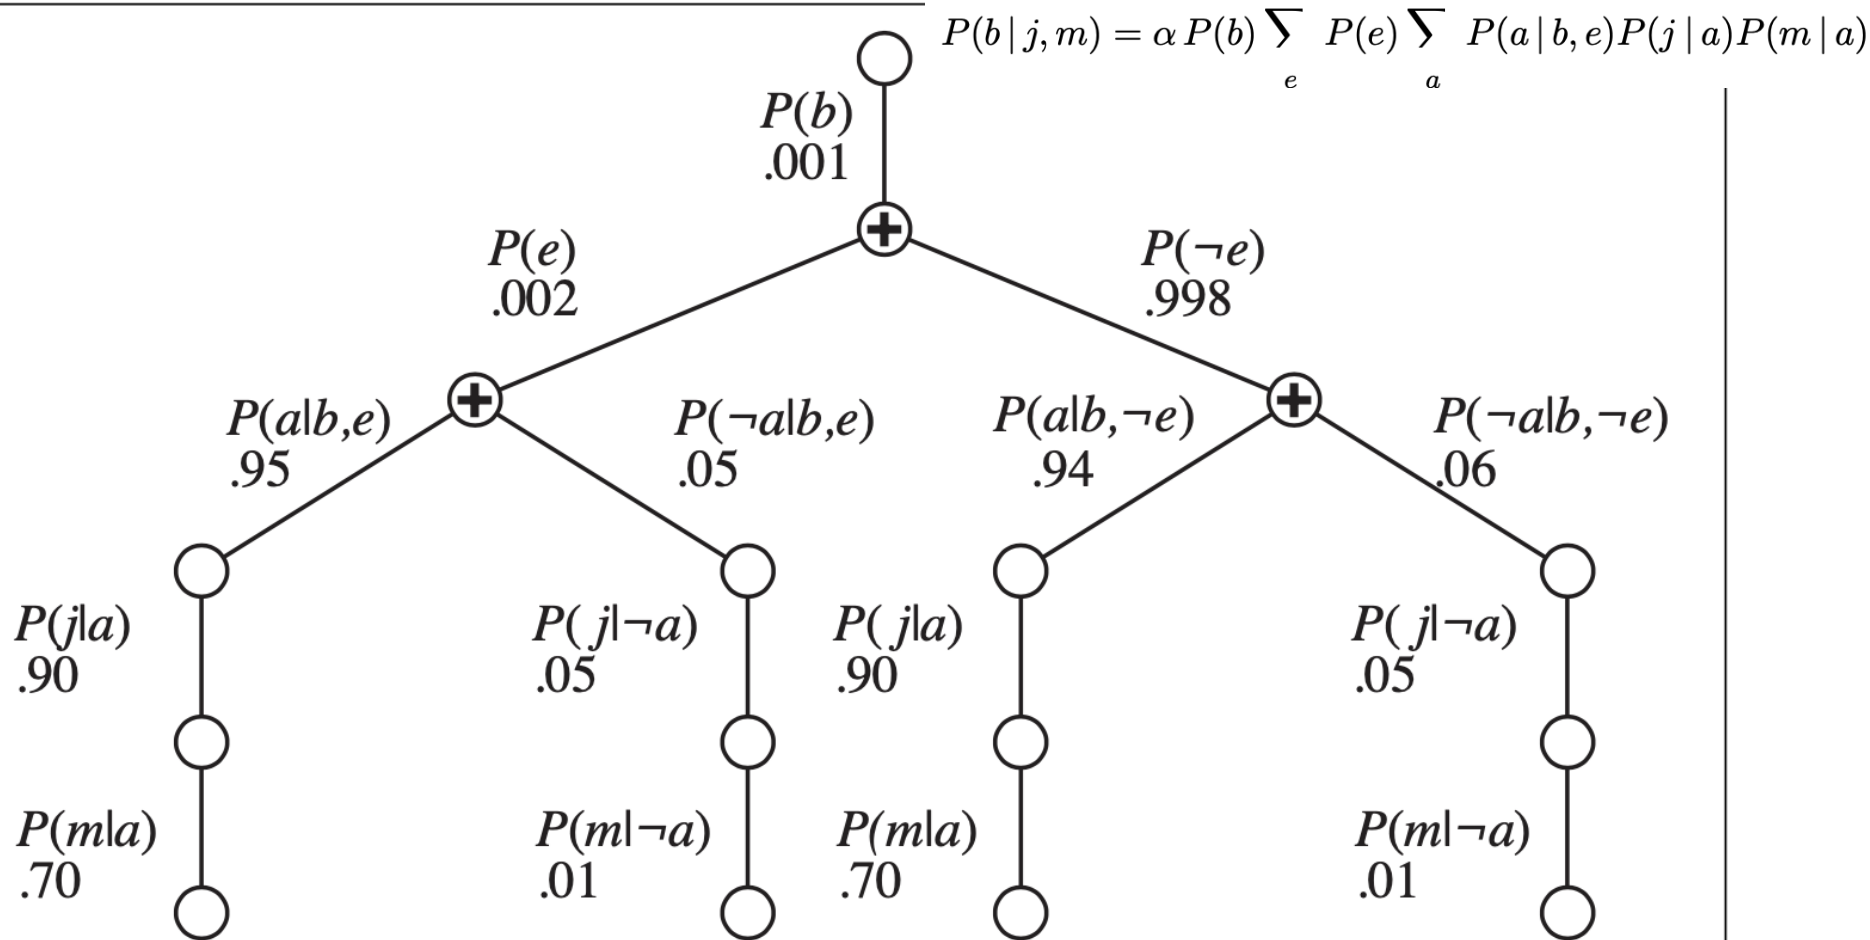 P(b | j, m) = α P(b) ∑ P(e) ∑ P(a | b, e)P(j | a)P(m | a)
e a
P(b)
.001
P(e) P(¬e)
.002 .998
P(a|b,e) P(¬a|b,e) P(a|b,¬e) P(¬a|b,¬e)
.95 .05 .94 .06
P(j|a) P(j|¬a) P(j|a) P(j|¬a)
.90 .05 .90 .05
P(m|a) P(m|¬a) P(m|a) P(m|¬a)
.70 .01 .70 .01